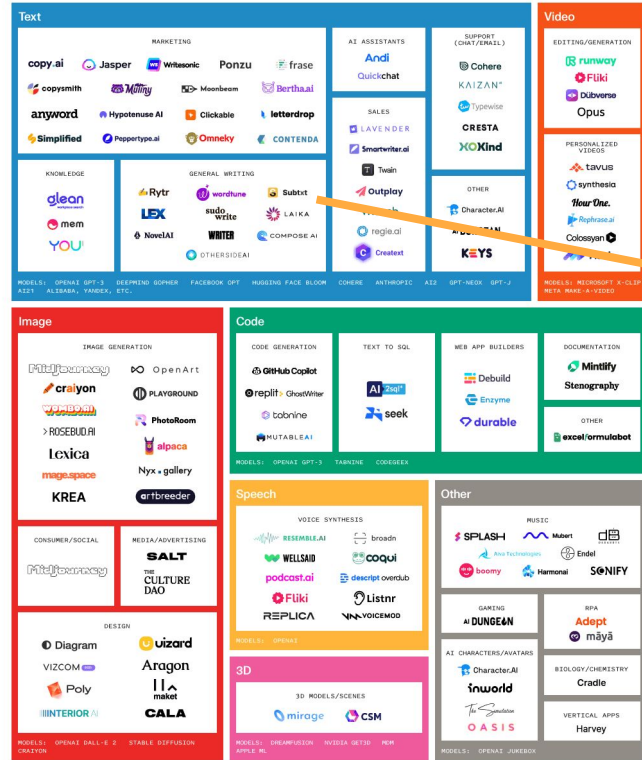 Text
MARKETING
copy.ai Jasper Writesonic Ponzu frase
copysmith Mutiny Moonbeam Bertha.ai
anyword Hypotenuse AI Clickable letterdrop
Simplified Peppertype.ai Omneky CONTENDA
KNOWLEDGE
glean
mem
YOU
GENERAL WRITING
Rytr wordtune Subtxt
LEX sudo write LAIKA
NovelAI WRITER COMPOSE AI
OTHERSIDEAI
AI ASSISTANTS
Andi
Quickchat
SALES
LAVENDER
Smartwriter.ai
Twain
Outplay
regie.ai
Creatext
SUPPORT
(CHAT/EMAIL)
Cohere
KAIZAN
Typewise
CRESTA
XOKind
OTHER
Character.AI
KEYS
MODELS: OPENAI GPT-3 DEEPMIND GOPHER FACEBOOK OPT HUGGING FACE BLOOM COHERE ANTHROPIC AI2 GPT-NEOX GPT-J
AI21 ALIBABA, YANDEX, ETC.
Video
EDITING/GENERATION
runway
Fliki
Dubverse
Opus
PERSONALIZED
VIDEOS
tavus
synthesia
Hour One.
Rephrase.ai
Colossyan
MODELS: MICROSOFT X-CLIP
META MAKE-A-VIDEO
Image
IMAGE GENERATION
Midjourney OpenArt
craiyon PLAYGROUND
WOMBO.AI PhotoRoom
ROSEBUD.AI alpaca
Lexica Nyx.gallery
mage.space artbreeder
KREA
CONSUMER/SOCIAL
Midjourney
MEDIA/ADVERTISING
SALT
THE
CULTURE
DAO
DESIGN
Diagram uizard
VIZCOM Aragon
Poly maket
INTERIOR AI CALA
MODELS: OPENAI DALL-E 2 STABLE DIFFUSION
CRAIYON
Code
CODE GENERATION
GitHub Copilot
replit GhostWriter
tabnine
MUTABLEAI
TEXT TO SQL
AI 2sql
seek
WEB APP BUILDERS
Debuild
Enzyme
durable
DOCUMENTATION
Mintlify
Stenography
OTHER
excel/ormulabot
MODELS: OPENAI GPT-3 TABNINE CODEGEEX
Speech
VOICE SYNTHESIS
RESEMBLE.AI broadn
WELLSAID coqui
podcast.ai descript overdub
Fliki Listnr
REPLICA VOICEMOD
MODELS: OPENAI
3D
3D MODELS/SCENES
mirage CSM
MODELS: DREAMFUSION NVIDIA GET3D MDM
APPLE ML
Other
MUSIC
SPLASH Mubert
Aiva Technologies Endel
boomy Harmonai SONIFY
GAMING
AI DUNGEON
RPA
Adept
māyā
AI CHARACTERS/AVATARS
Character.AI
inworld
The Simulation
OASIS
BIOLOGY/CHEMISTRY
Cradle
VERTICAL APPS
Harvey
MODELS: OPENAI JUKEBOX